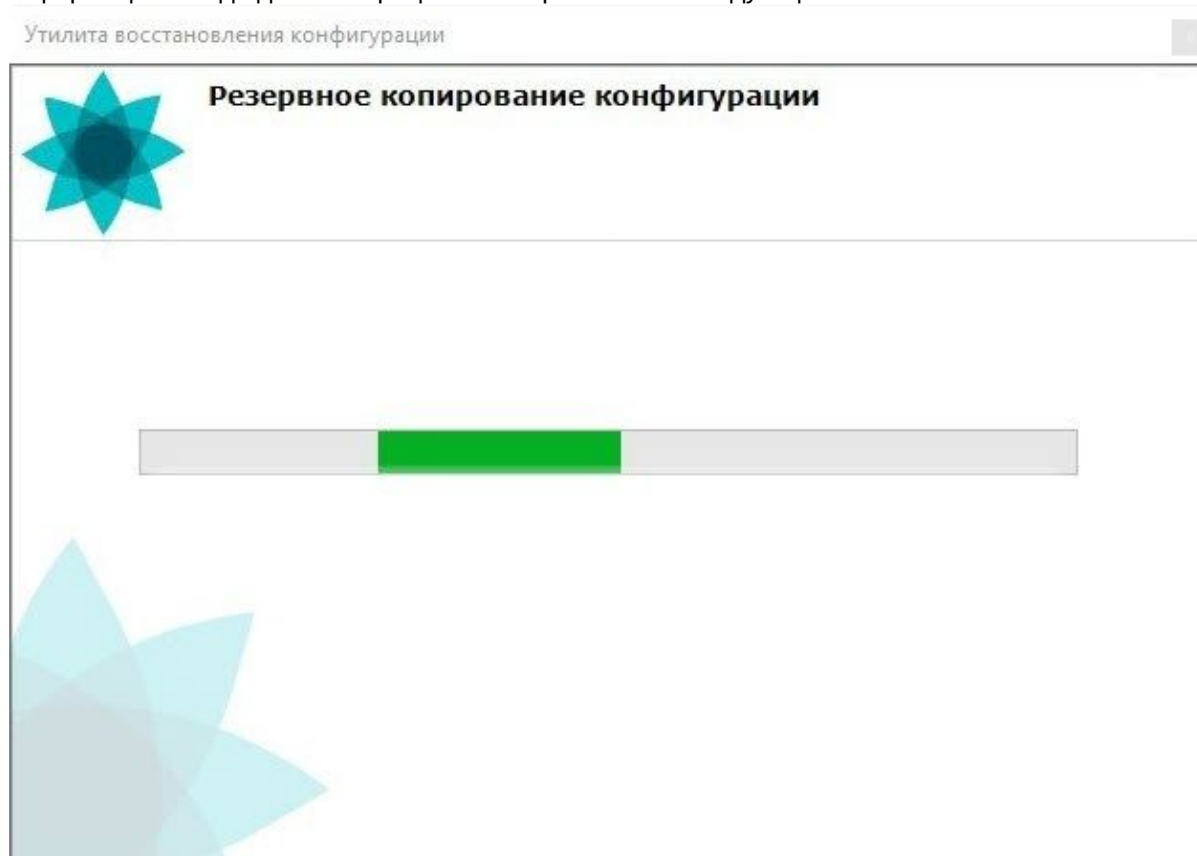 Утилита восстановления конфигурации
Резервное копирование конфигурации